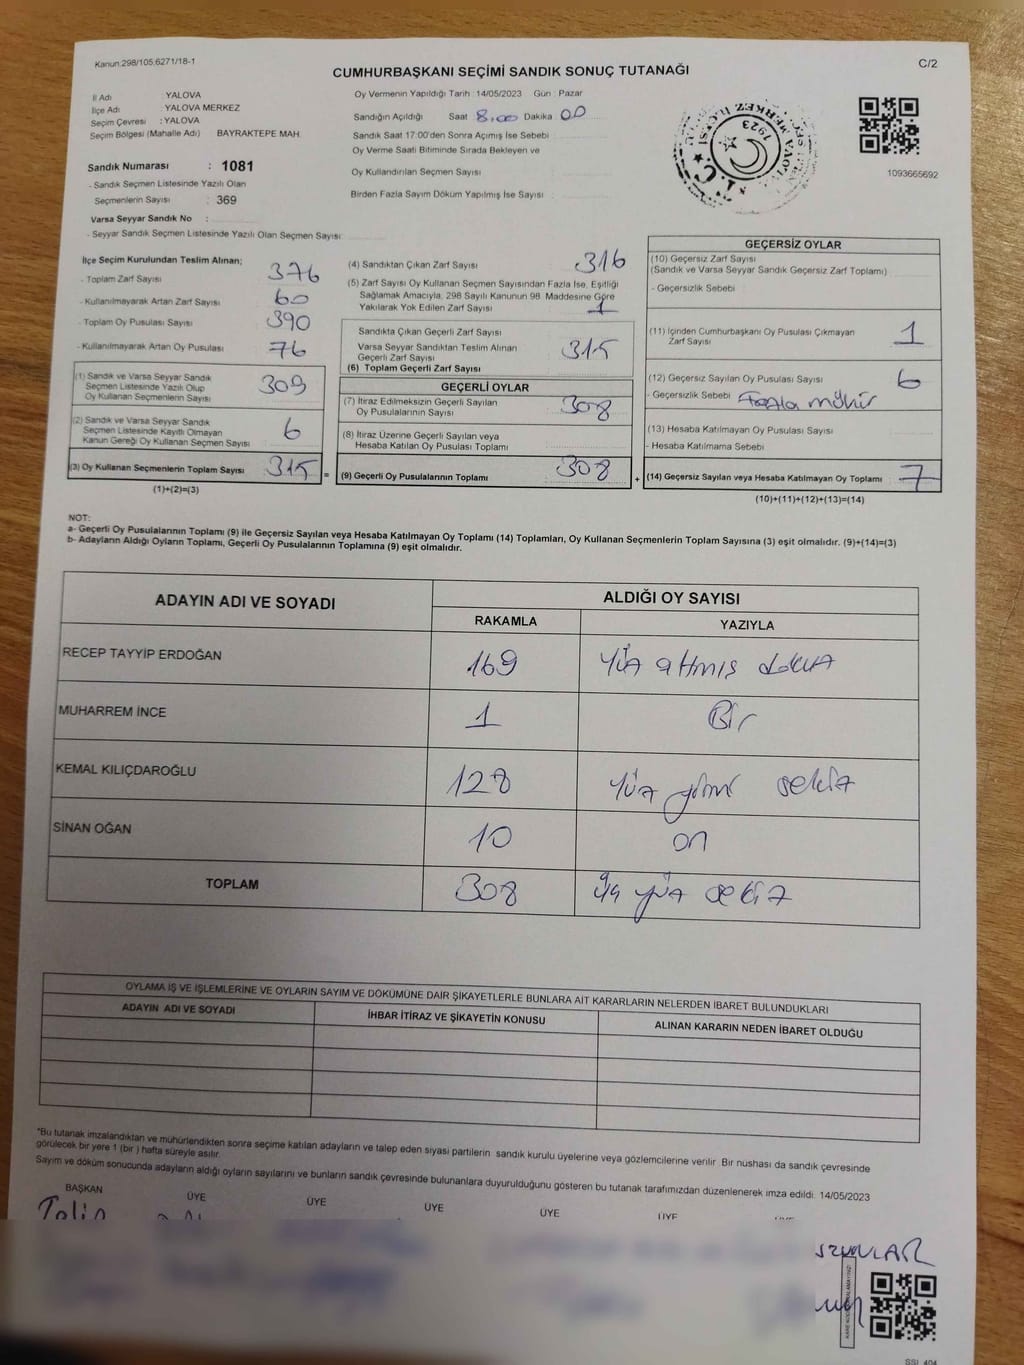 Kanun:298/105.6271/18-1
C/2
CUMHURBAŞKANI SEÇİMİ SANDIK SONUÇ TUTANAĞI
İl Adı : YALOVA
İlçe Adı : YALOVA MERKEZ
Seçim Çevresi : YALOVA
Seçim Bölgesi (Mahalle Adı) BAYRAKTEPE MAH.
Sandık Numarası : 1081
- Sandık Seçmen Listesinde Yazılı Olan
Seçmenlerin Sayısı : 369
Varsa Seyyar Sandık No :
- Seyyar Sandık Seçmen Listesinde Yazılı Olan Seçmen Sayısı:
Oy Vermenin Yapıldığı Tarih : 14/05/2023 Gün : Pazar
Sandığın Açıldığı Saat 8.00 Dakika : 00
Sandık Saat 17:00'den Sonra Açımış İse Sebebi
Oy Verme Saati Bitiminde Sırada Bekleyen ve
Oy Kullandırılan Seçmen Sayısı
Birden Fazla Sayım Döküm Yapılmış İse Sayısı :
1093665692
İlçe Seçim Kurulundan Teslim Alınan;
- Toplam Zarf Sayısı 376
- Kullanılmayarak Artan Zarf Sayısı 60
- Toplam Oy Pusulası Sayısı 390
- Kullanılmayarak Artan Oy Pusulası 76
(1) Sandık ve Varsa Seyyar Sandık
Seçmen Listesinde Yazılı Olup
Oy Kullanan Seçmenlerin Sayısı 309
(2) Sandık ve Varsa Seyyar Sandık
Seçmen Listesinde Kayıtlı Olmayan
Kanun Gereği Oy Kullanan Seçmen Sayısı 6
(3) Oy Kullanan Seçmenlerin Toplam Sayısı 315 =
(1)+(2)=(3)
(4) Sandıktan Çıkan Zarf Sayısı 316
(5) Zarf Sayısı Oy Kullanan Seçmen Sayısından Fazla İse, Eşitliği
Sağlamak Amacıyla, 298 Sayılı Kanunun 98. Maddesine Göre
Yakılarak Yok Edilen Zarf Sayısı 1
Sandıkta Çıkan Geçerli Zarf Sayısı
Varsa Seyyar Sandıktan Teslim Alınan
Geçerli Zarf Sayısı
(6) Toplam Geçerli Zarf Sayısı 315
GEÇERLİ OYLAR
(7) İtiraz Edilmeksizin Geçerli Sayılan
Oy Pusulalarının Sayısı 308
(8) İtiraz Üzerine Geçerli Sayılan veya
Hesaba Katılan Oy Pusulası Toplamı
(9) Geçerli Oy Pusulalarının Toplamı 308 +
GEÇERSİZ OYLAR
(10) Geçersiz Zarf Sayısı
(Sandık ve Varsa Seyyar Sandık Geçersiz Zarf Toplamı)
- Geçersizlik Sebebi
(11) İçinden Cumhurbaşkanı Oy Pusulası Çıkmayan
Zarf Sayısı 1
(12) Geçersiz Sayılan Oy Pusulası Sayısı 6
- Geçersizlik Sebebi Fazla mühür
(13) Hesaba Katılmayan Oy Pusulası Sayısı
- Hesaba Katılmama Sebebi
(14) Geçersiz Sayılan veya Hesaba Katılmayan Oy Toplamı 7
(10)+(11)+(12)+(13)=(14)
NOT:
a- Geçerli Oy Pusulalarının Toplamı (9) ile Geçersiz Sayılan veya Hesaba Katılmayan Oy Toplamı (14) Toplamları, Oy Kullanan Seçmenlerin Toplam Sayısına (3) eşit olmalıdır. (9)+(14)=(3)
b- Adayların Aldığı Oyların Toplamı, Geçerli Oy Pusulalarının Toplamına (9) eşit olmalıdır.
ADAYIN ADI VE SOYADI ALDIĞI OY SAYISI
RAKAMLA YAZIYLA
RECEP TAYYİP ERDOĞAN 169 Yüz altmış dokuz
MUHARREM İNCE 1 Bir
KEMAL KILIÇDAROĞLU 128 Yüz yirmi sekiz
SİNAN OĞAN 10 on
TOPLAM 308 üç yüz sekiz
OYLAMA İŞ VE İŞLEMLERİNE VE OYLARIN SAYIM VE DÖKÜMÜNE DAİR ŞİKAYETLERLE BUNLARA AİT KARARLARIN NELERDEN İBARET BULUNDUKLARI
ADAYIN ADI VE SOYADI İHBAR İTİRAZ VE ŞİKAYETİN KONUSU ALINAN KARARIN NEDEN İBARET OLDUĞU
*Bu tutanak imzalandıktan ve mühürlendikten sonra seçime katılan adayların ve talep eden siyasi partilerin sandık kurulu üyelerine veya gözlemcilerine verilir. Bir nushası da sandık çevresinde
görülecek bir yere 1 (bir) hafta süreyle asılır.
Sayım ve döküm sonucunda adayların aldığı oyların sayılarını ve bunların sandık çevresinde bulunanlara duyurulduğunu gösteren bu tutanak tarafımızdan düzenlenerek imza edildi. 14/05/2023
BAŞKAN ÜYE ÜYE ÜYE ÜYE ÜYE